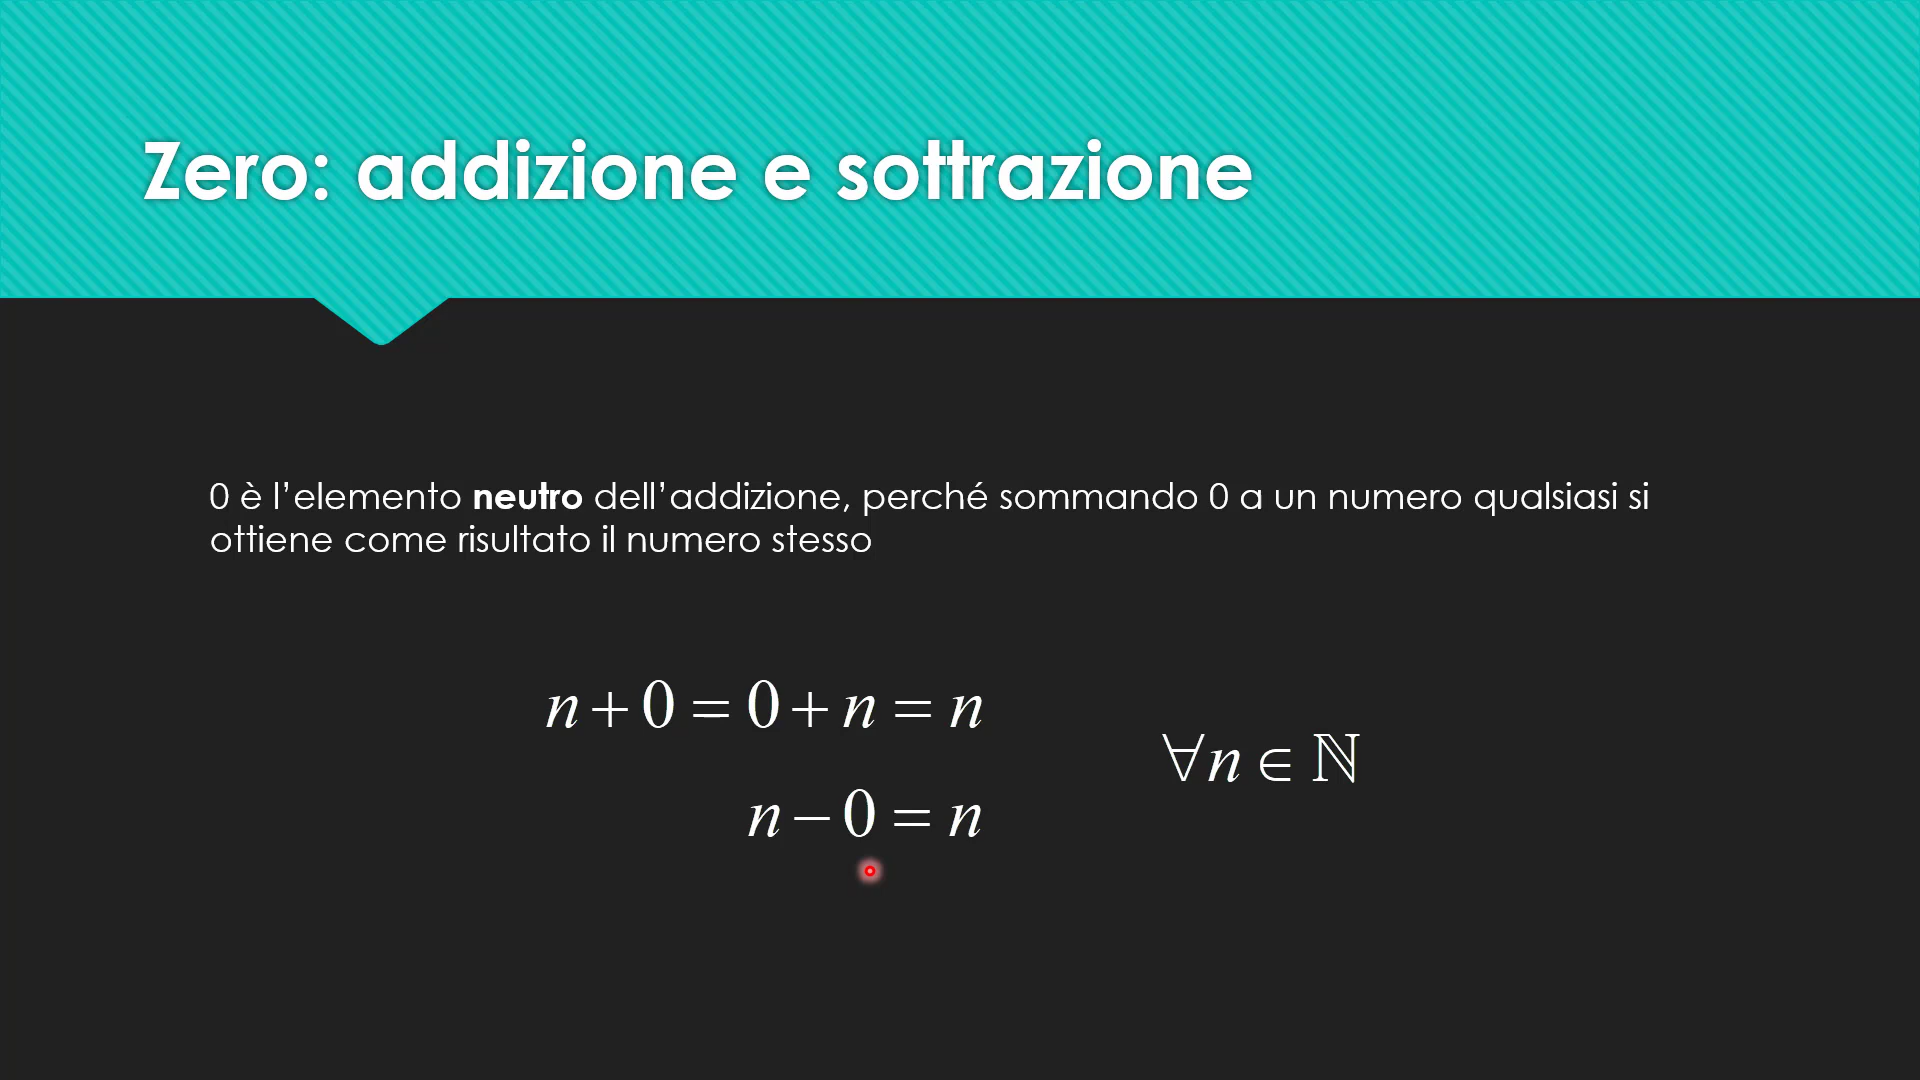 Zero: addizione e sottrazione
0 è l’elemento neutro dell’addizione, perché sommando 0 a un numero qualsiasi si
ottiene come risultato il numero stesso
n + 0 = 0 + n = n
∀n ∈ ℕ
n − 0 = n